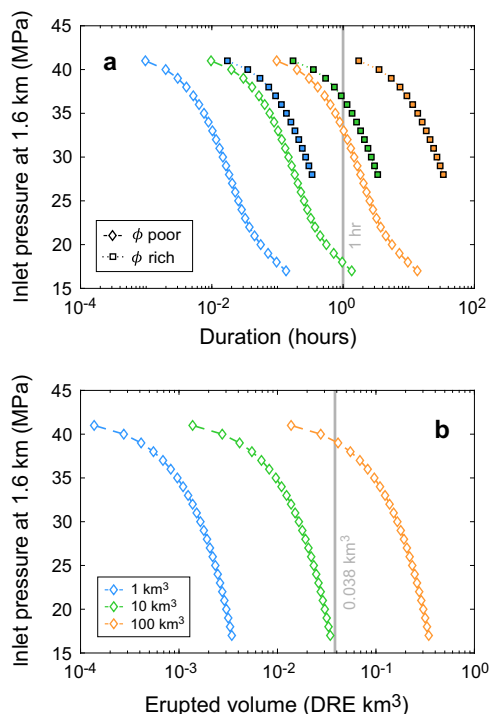 45
40
35
30
25
20
15
a
ϕ poor
ϕ rich
1 hr
Inlet pressure at 1.6 km (MPa)
10⁻⁴ 10⁻² 10⁰ 10²
Duration (hours)
45
40
35
30
25
20
15
b
1 km³
10 km³
100 km³
0.038 km³
Inlet pressure at 1.6 km (MPa)
10⁻⁴ 10⁻³ 10⁻² 10⁻¹ 10⁰
Erupted volume (DRE km³)